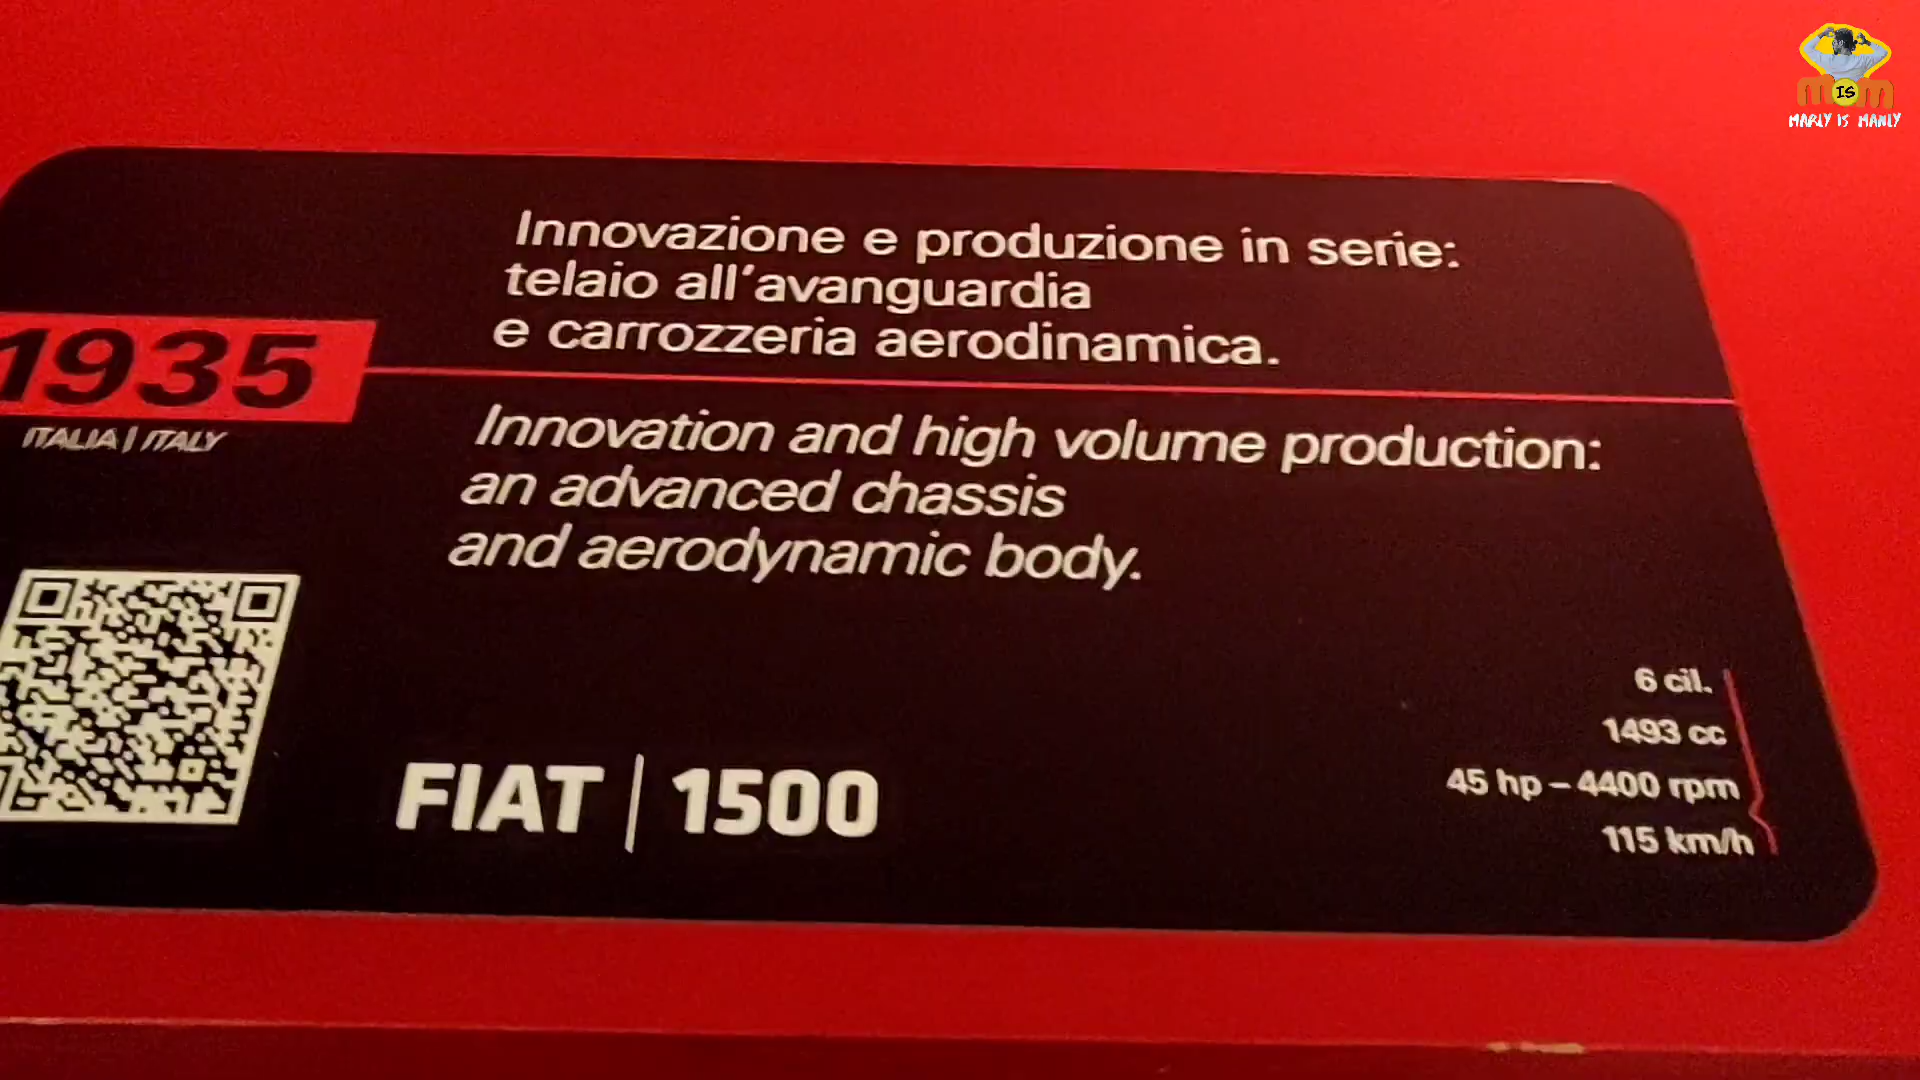 Innovazione e produzione in serie:
telaio all'avanguardia
e carrozzeria aerodinamica.
1935
ITALIA | ITALY
Innovation and high volume production:
an advanced chassis
and aerodynamic body.
FIAT | 1500
6 cil.
1493 cc
45 hp – 4400 rpm
115 km/h
m IS m
MARLY IS MANLY